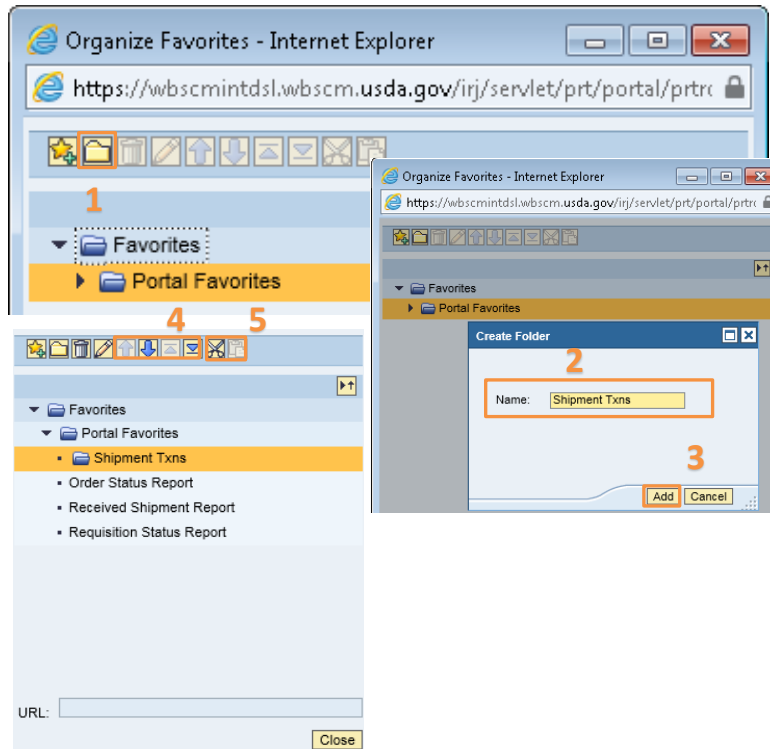 Organize Favorites - Internet Explorer
https://wbscmintdsl.wbscm.usda.gov/irj/servlet/prt/portal/prtrc
1
Favorites
Portal Favorites
Organize Favorites - Internet Explorer
https://wbscmintdsl.wbscm.usda.gov/irj/servlet/prt/portal/prtrc
Favorites
Portal Favorites
Create Folder
2
Name: Shipment Txns
3
Add Cancel
4 5
Favorites
Portal Favorites
Shipment Txns
Order Status Report
Received Shipment Report
Requisition Status Report
URL:
Close